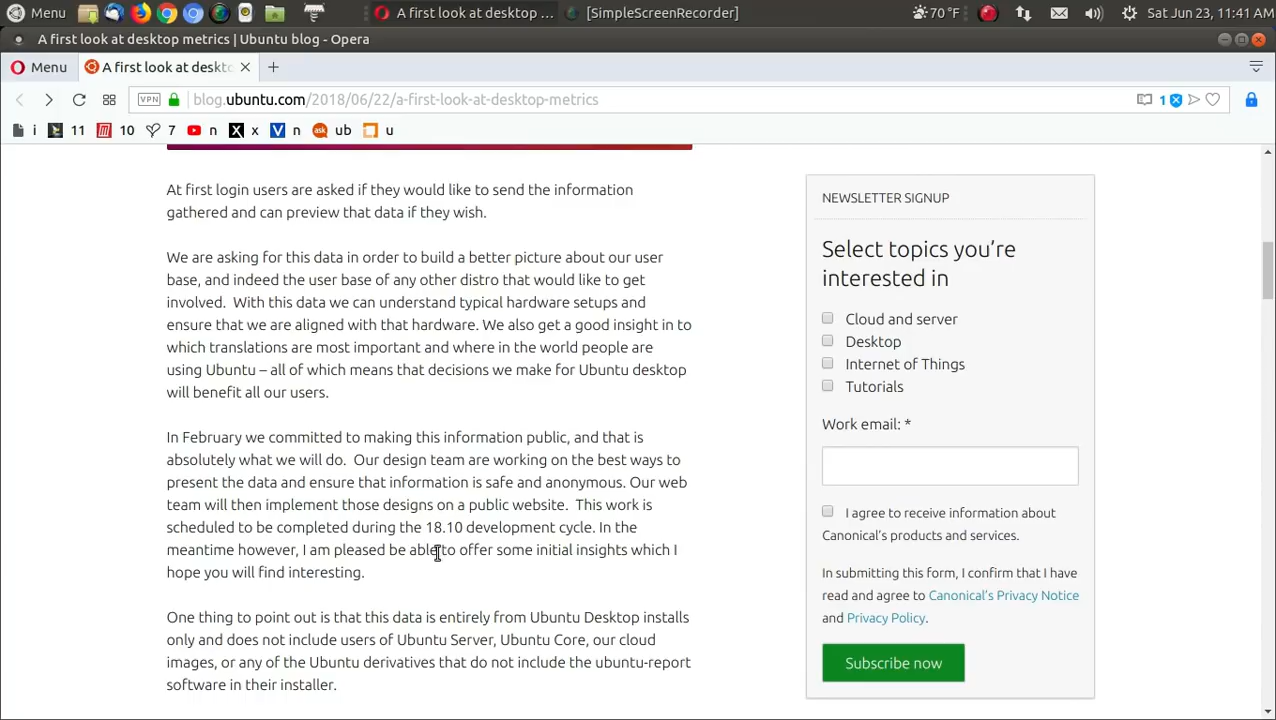 Menu
A first look at desktop ...
[SimpleScreenRecorder]
70 °F
Sat Jun 23, 11:41 AM
A first look at desktop metrics | Ubuntu blog - Opera
Menu
A first look at deskto
VPN
blog.ubuntu.com/2018/06/22/a-first-look-at-desktop-metrics
1
i
11
10
7
n
x
n
ub
u
At first login users are asked if they would like to send the information
gathered and can preview that data if they wish.
We are asking for this data in order to build a better picture about our user
base, and indeed the user base of any other distro that would like to get
involved.  With this data we can understand typical hardware setups and
ensure that we are aligned with that hardware. We also get a good insight in to
which translations are most important and where in the world people are
using Ubuntu – all of which means that decisions we make for Ubuntu desktop
will benefit all our users.
In February we committed to making this information public, and that is
absolutely what we will do.  Our design team are working on the best ways to
present the data and ensure that information is safe and anonymous. Our web
team will then implement those designs on a public website.  This work is
scheduled to be completed during the 18.10 development cycle. In the
meantime however, I am pleased be able to offer some initial insights which I
hope you will find interesting.
One thing to point out is that this data is entirely from Ubuntu Desktop installs
only and does not include users of Ubuntu Server, Ubuntu Core, our cloud
images, or any of the Ubuntu derivatives that do not include the ubuntu-report
software in their installer.
NEWSLETTER SIGNUP
Select topics you’re
interested in
Cloud and server
Desktop
Internet of Things
Tutorials
Work email: *
I agree to receive information about
Canonical’s products and services.
In submitting this form, I confirm that I have
read and agree to Canonical’s Privacy Notice
and Privacy Policy.
Subscribe now